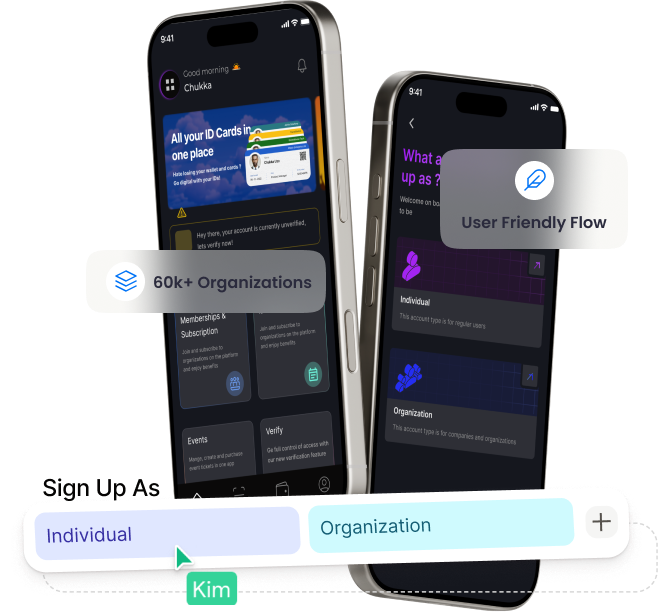 9:41
Good morning
Chukka
All your ID Cards in
one place
Hate losing your wallet and cards ?
Go digital with your IDs!
Hey there, your account is currently unverified,
lets verify now!
60k+ Organizations
Memberships &
Subscription
Join and subscribe to
organizations on the platform
and enjoy benefits
Join and subscribe to
organizations on the platform
and enjoy benefits
Events
Mange, create and purchase
event tickets in one app
Verify
Ge full control of access with
our new verification feature
9:41
What a
up as ?
Welcome on bo
to be
User Friendly Flow
Individual
This account type is for regular users
Organization
This account type is for companies and organizations
Sign Up As
Individual
Organization
Kim